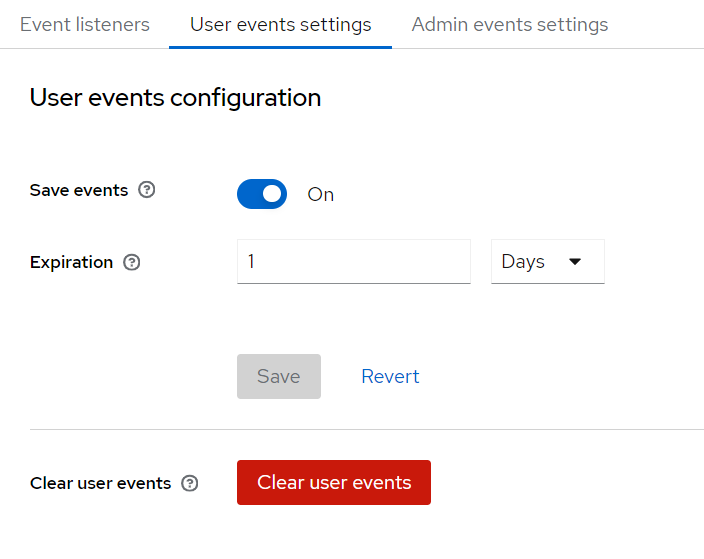 Event listeners User events settings Admin events settings
User events configuration
Save events ? On
Expiration ? 1 Days
Save Revert
Clear user events ? Clear user events